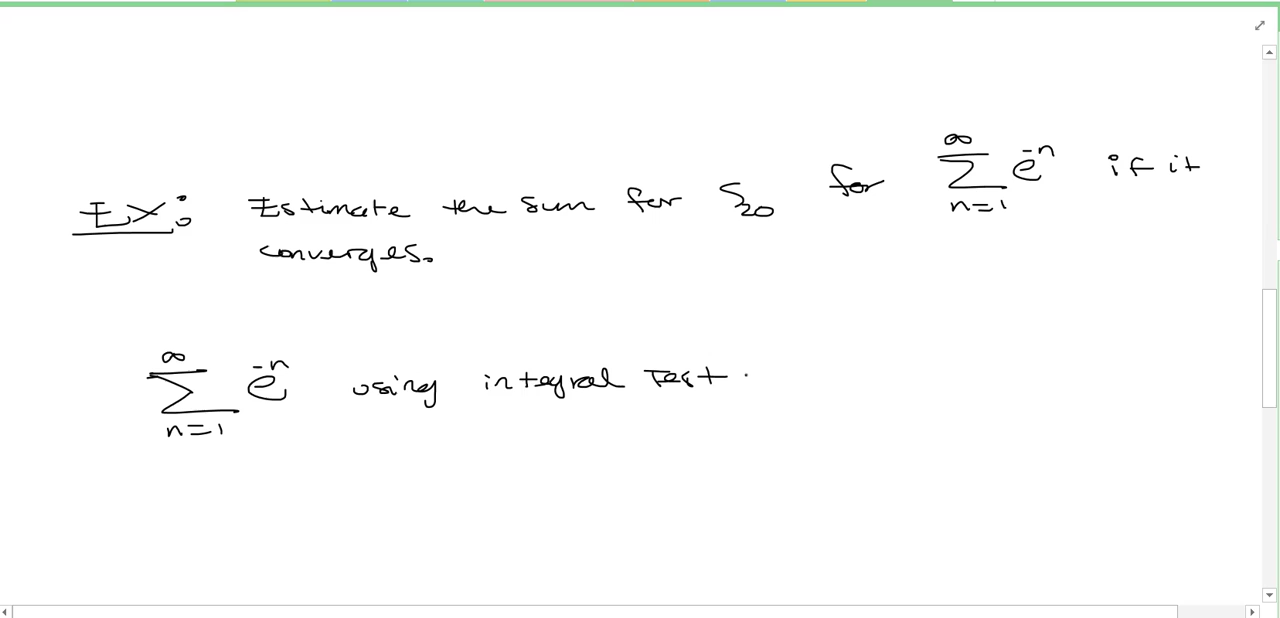 Ex: Estimate the sum for S₂₀ for ∑_{n=1}^{∞} e^{-n} if it
converges.
∑_{n=1}^{∞} e^{-n} using integral Test.